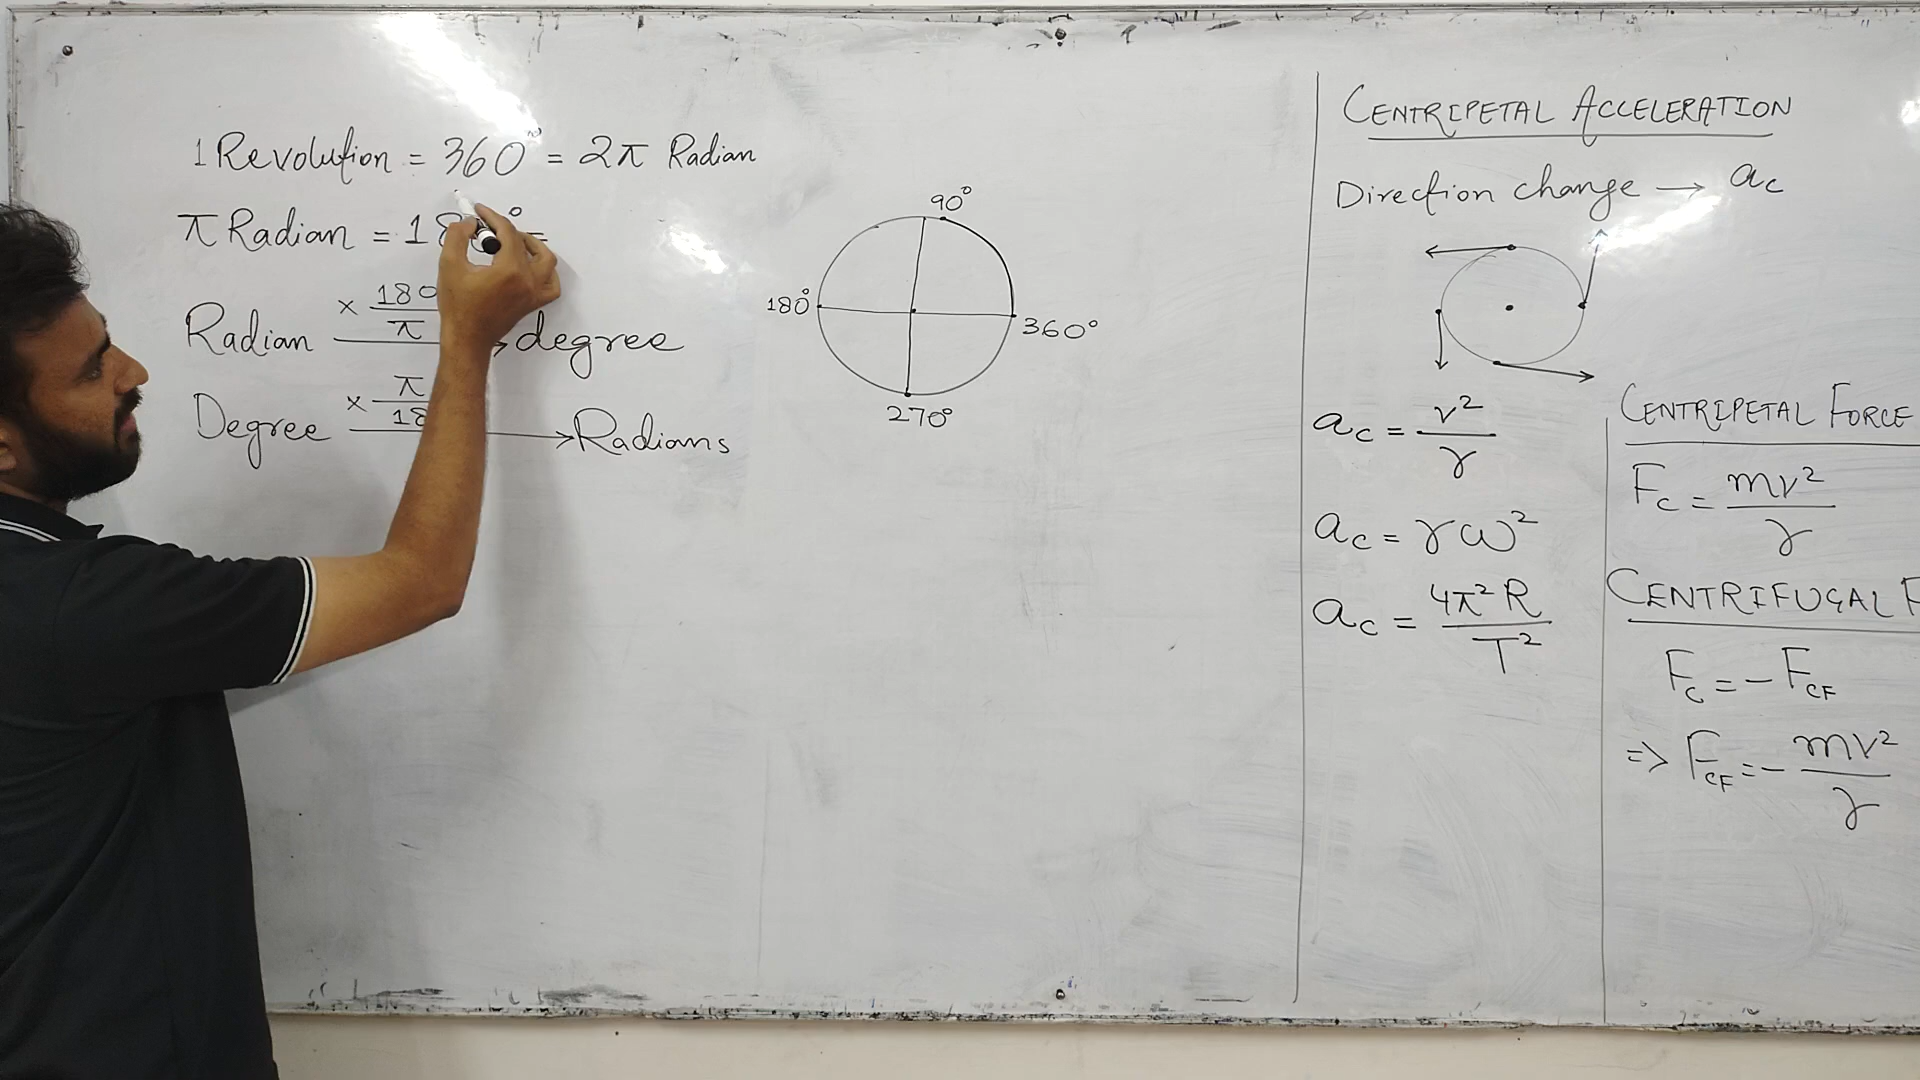 1 Revolution = 360° = 2π Radian
π Radian = 18 ° =
Radian × 180/π → degree
Degree × π/18 → Radians
90°
180°
360°
270°
CENTRIPETAL ACCELERATION
Direction change → ac
ac = v²/r
ac = rω²
ac = 4π²R/T²
CENTRIPETAL FORCE
Fc = mv²/r
CENTRIFUGAL F
Fc = - FCF
⇒ FCF = - mv²/r